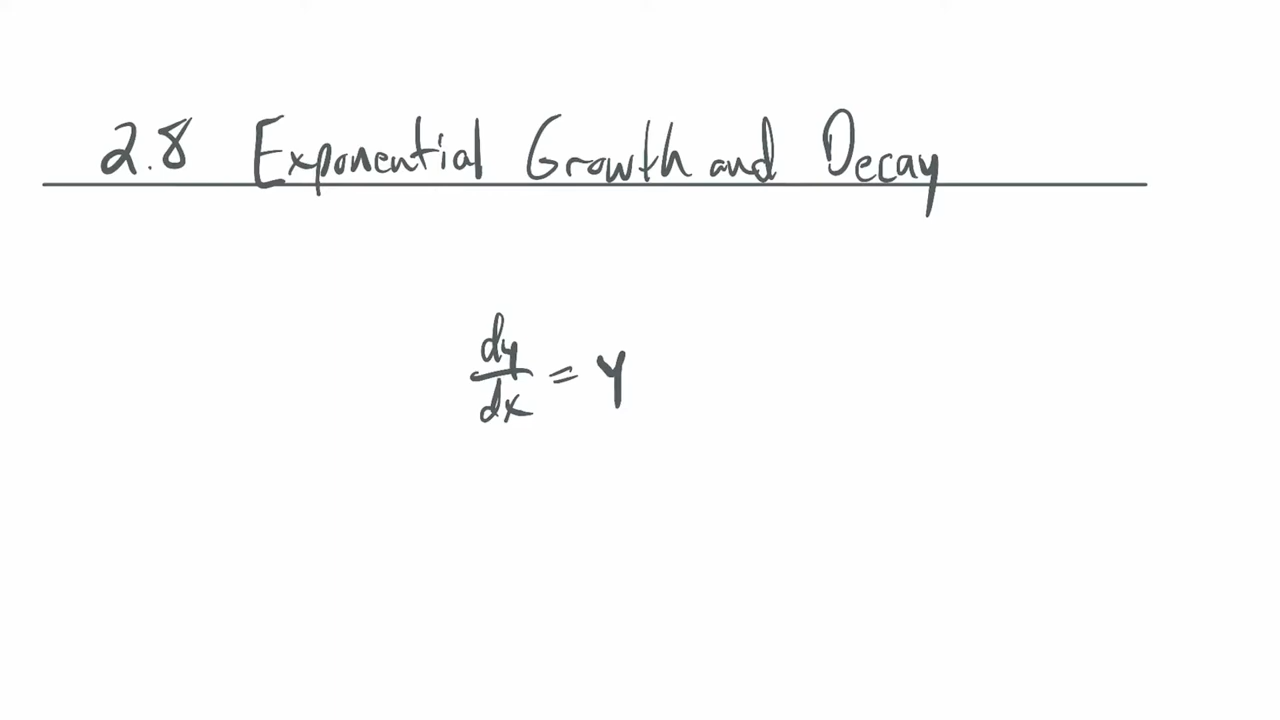 2.8 Exponential Growth and Decay
dy/dx = y